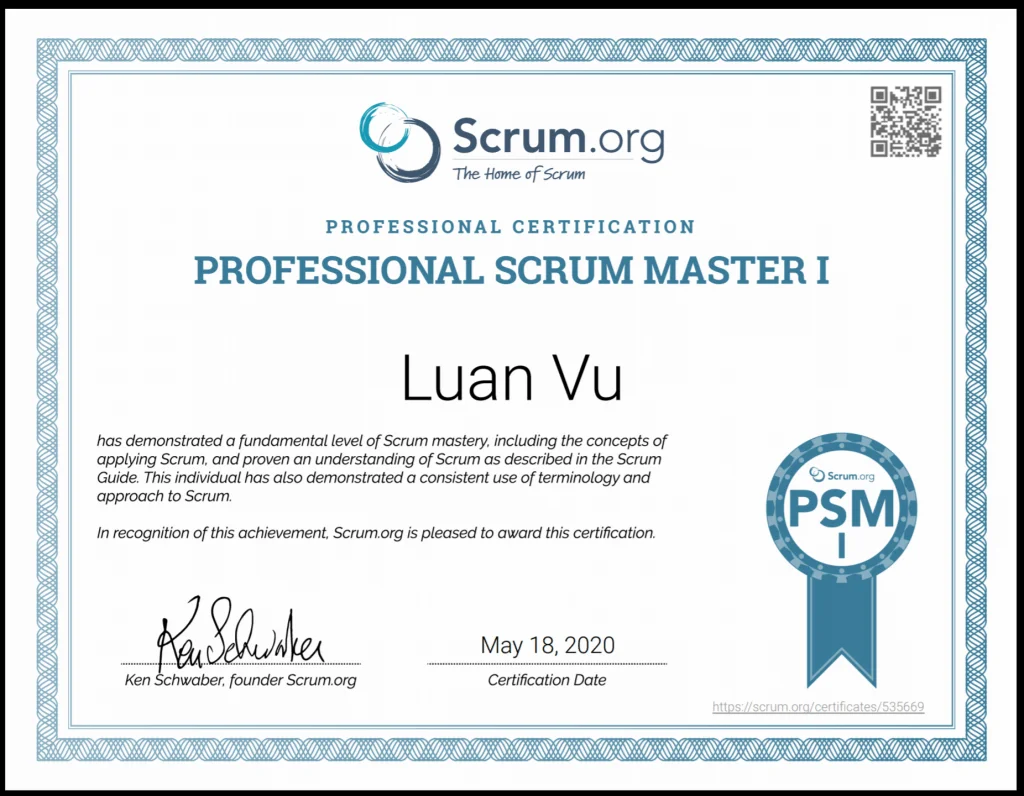 Scrum.org
The Home of Scrum
PROFESSIONAL CERTIFICATION
PROFESSIONAL SCRUM MASTER I
Luan Vu
has demonstrated a fundamental level of Scrum mastery, including the concepts of
applying Scrum, and proven an understanding of Scrum as described in the Scrum
Guide. This individual has also demonstrated a consistent use of terminology and
approach to Scrum.
In recognition of this achievement, Scrum.org is pleased to award this certification.
Scrum.org
PSM
I
Ken Schwaber
May 18, 2020
Ken Schwaber, founder Scrum.org
Certification Date
https://scrum.org/certificates/535669